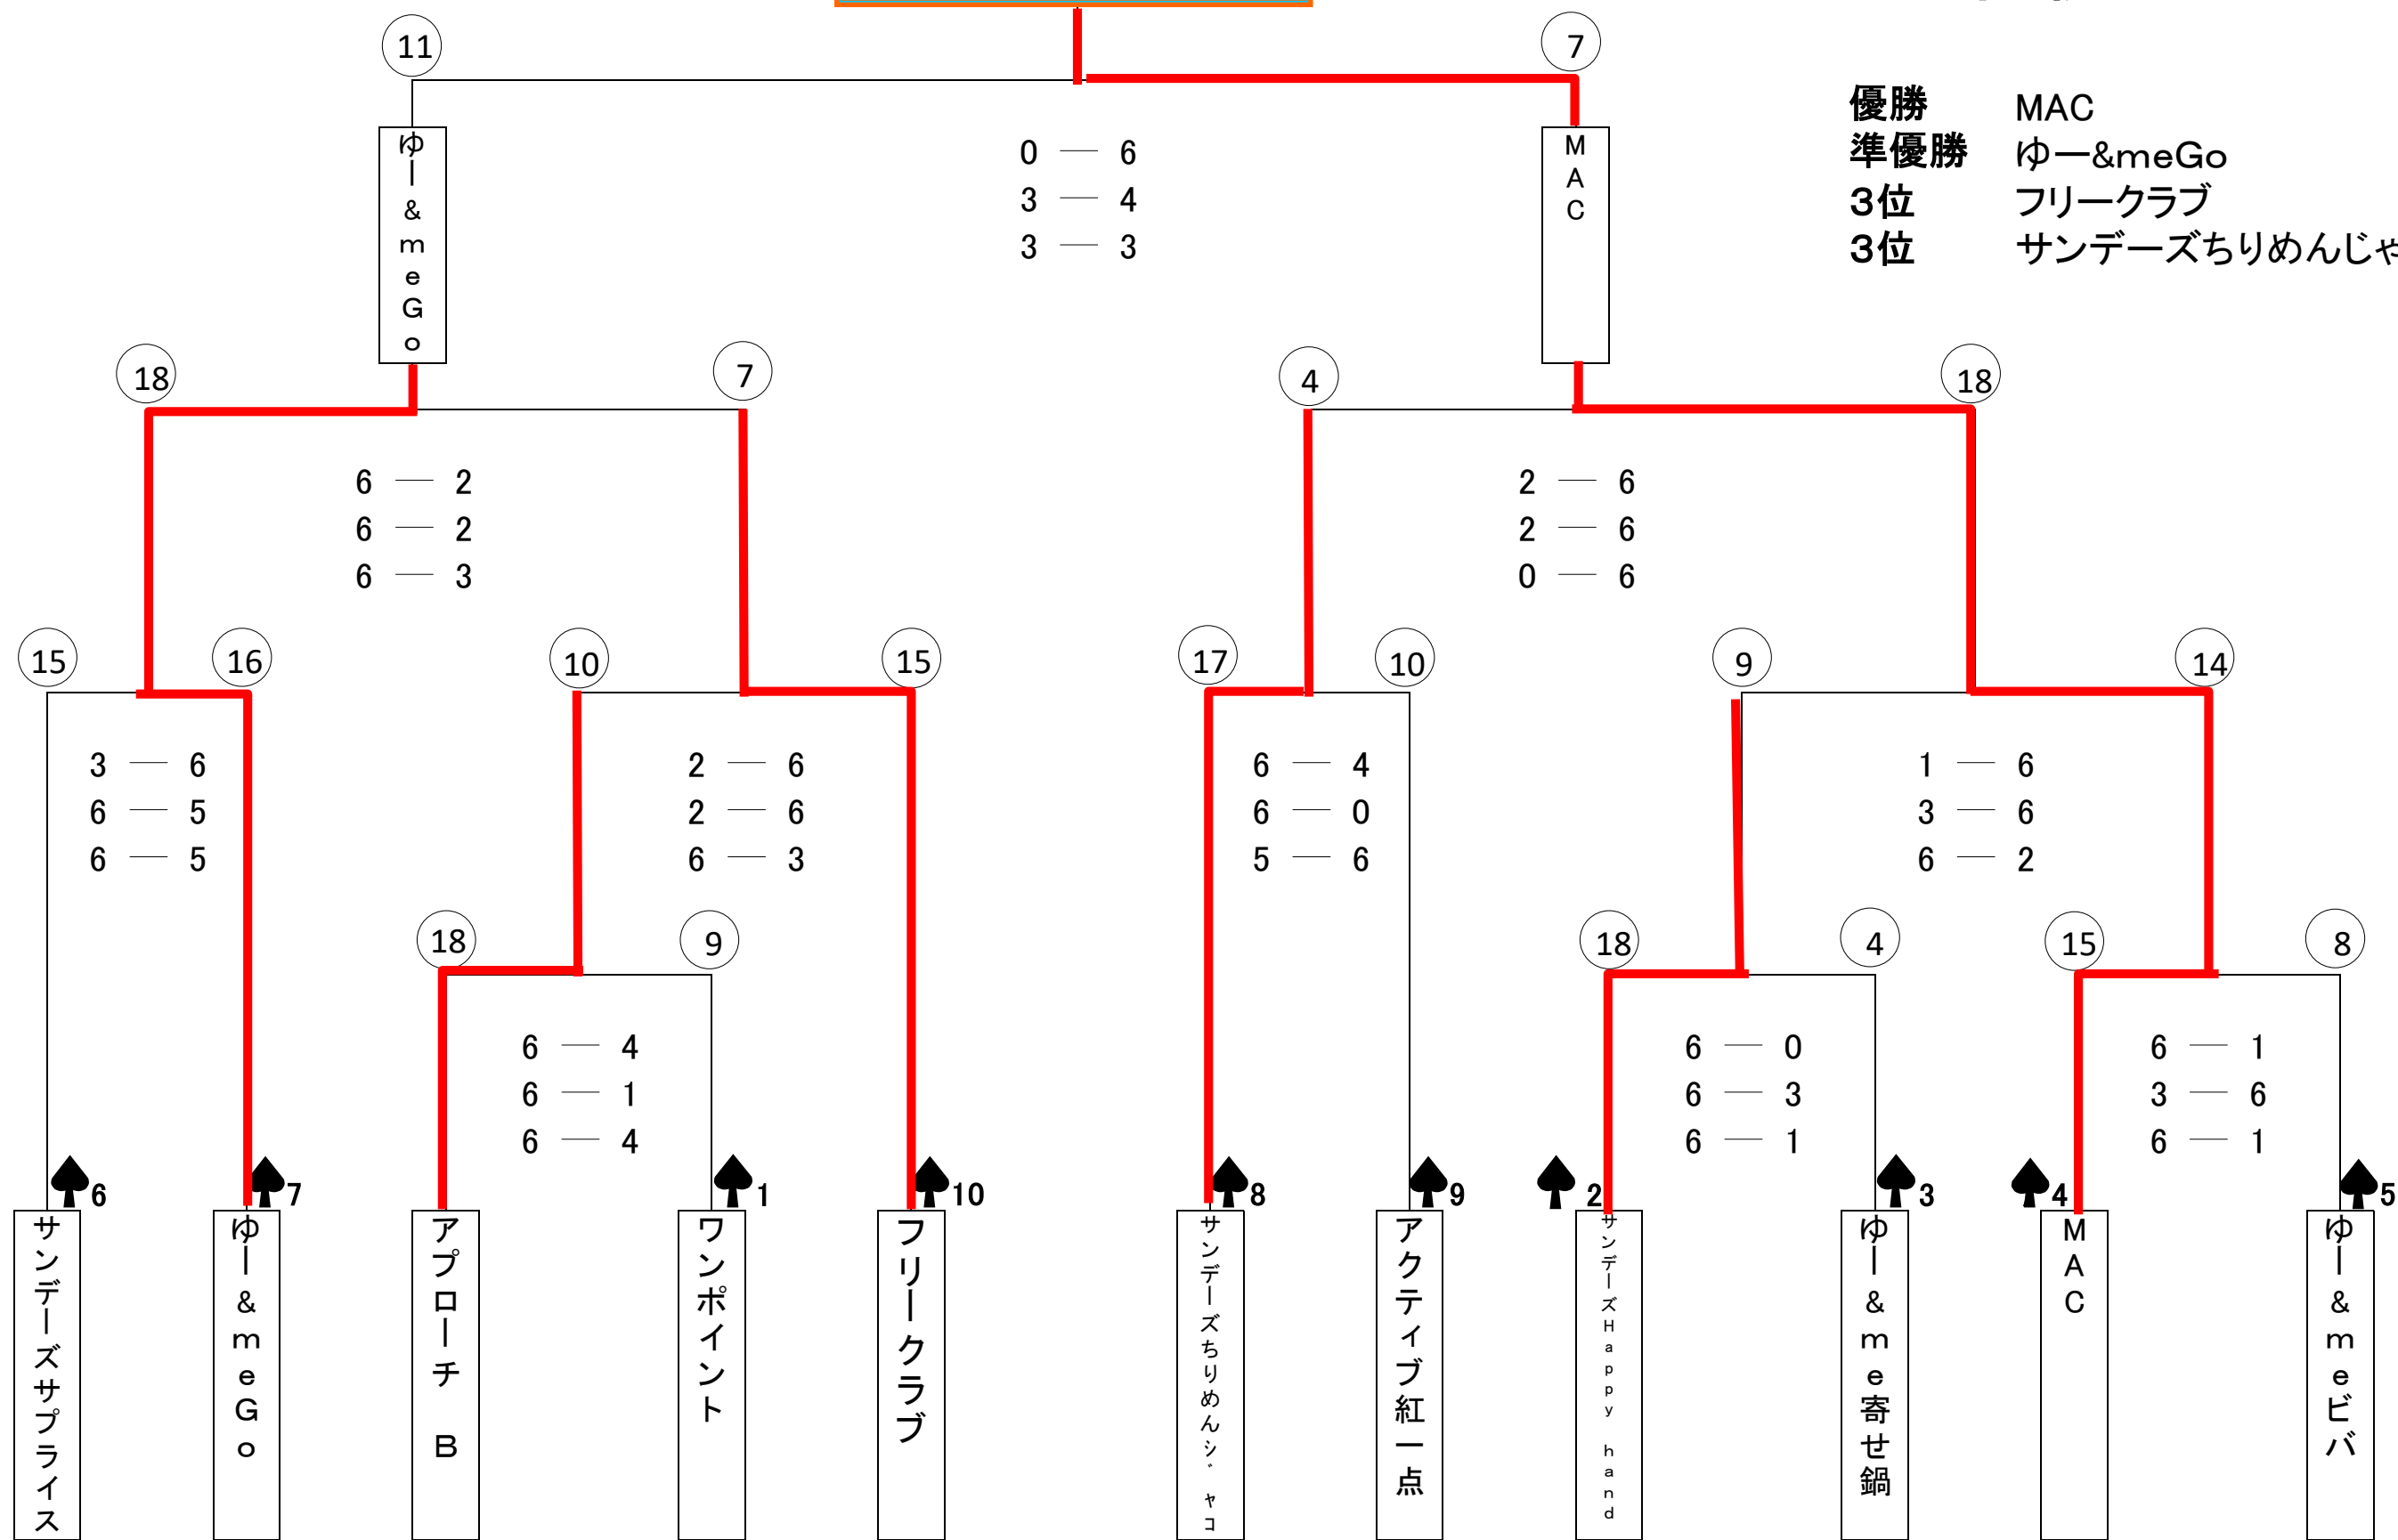 11
7
優勝 MAC
準優勝 ゆー&meGo
3位 フリークラブ
3位 サンデーズちりめんじゃ
ゆー&meGo
0 — 6
3 — 4
3 — 3
MAC
18
7
4
18
6 — 2
6 — 2
6 — 3
2 — 6
2 — 6
0 — 6
15
16
10
15
17
10
9
14
3 — 6
6 — 5
6 — 5
2 — 6
2 — 6
6 — 3
6 — 4
6 — 0
5 — 6
1 — 6
3 — 6
6 — 2
18
9
18
4
15
8
6 — 4
6 — 1
6 — 4
6 — 0
6 — 3
6 — 1
6 — 1
3 — 6
6 — 1
♠6
♠7
♠1
♠10
♠8
♠9
♠2
♠3
♠4
♠5
サンデーズサプライス
ゆー&meGo
アプローチ B
ワンポイント
フリークラブ
サンデーズちりめんジャコ
アクティブ紅一点
サンデーズHappy hand
ゆー&me寄せ鍋
MAC
ゆー&meビバ